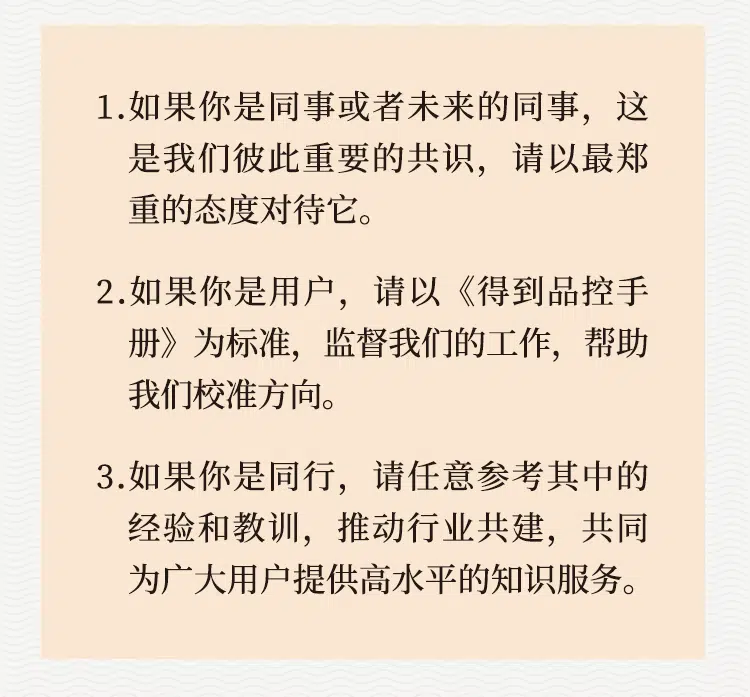 1.如果你是同事或者未来的同事，这
是我们彼此重要的共识，请以最郑
重的态度对待它。
2.如果你是用户，请以《得到品控手
册》为标准，监督我们的工作，帮助
我们校准方向。
3.如果你是同行，请任意参考其中的
经验和教训，推动行业共建，共同
为广大用户提供高水平的知识服务。